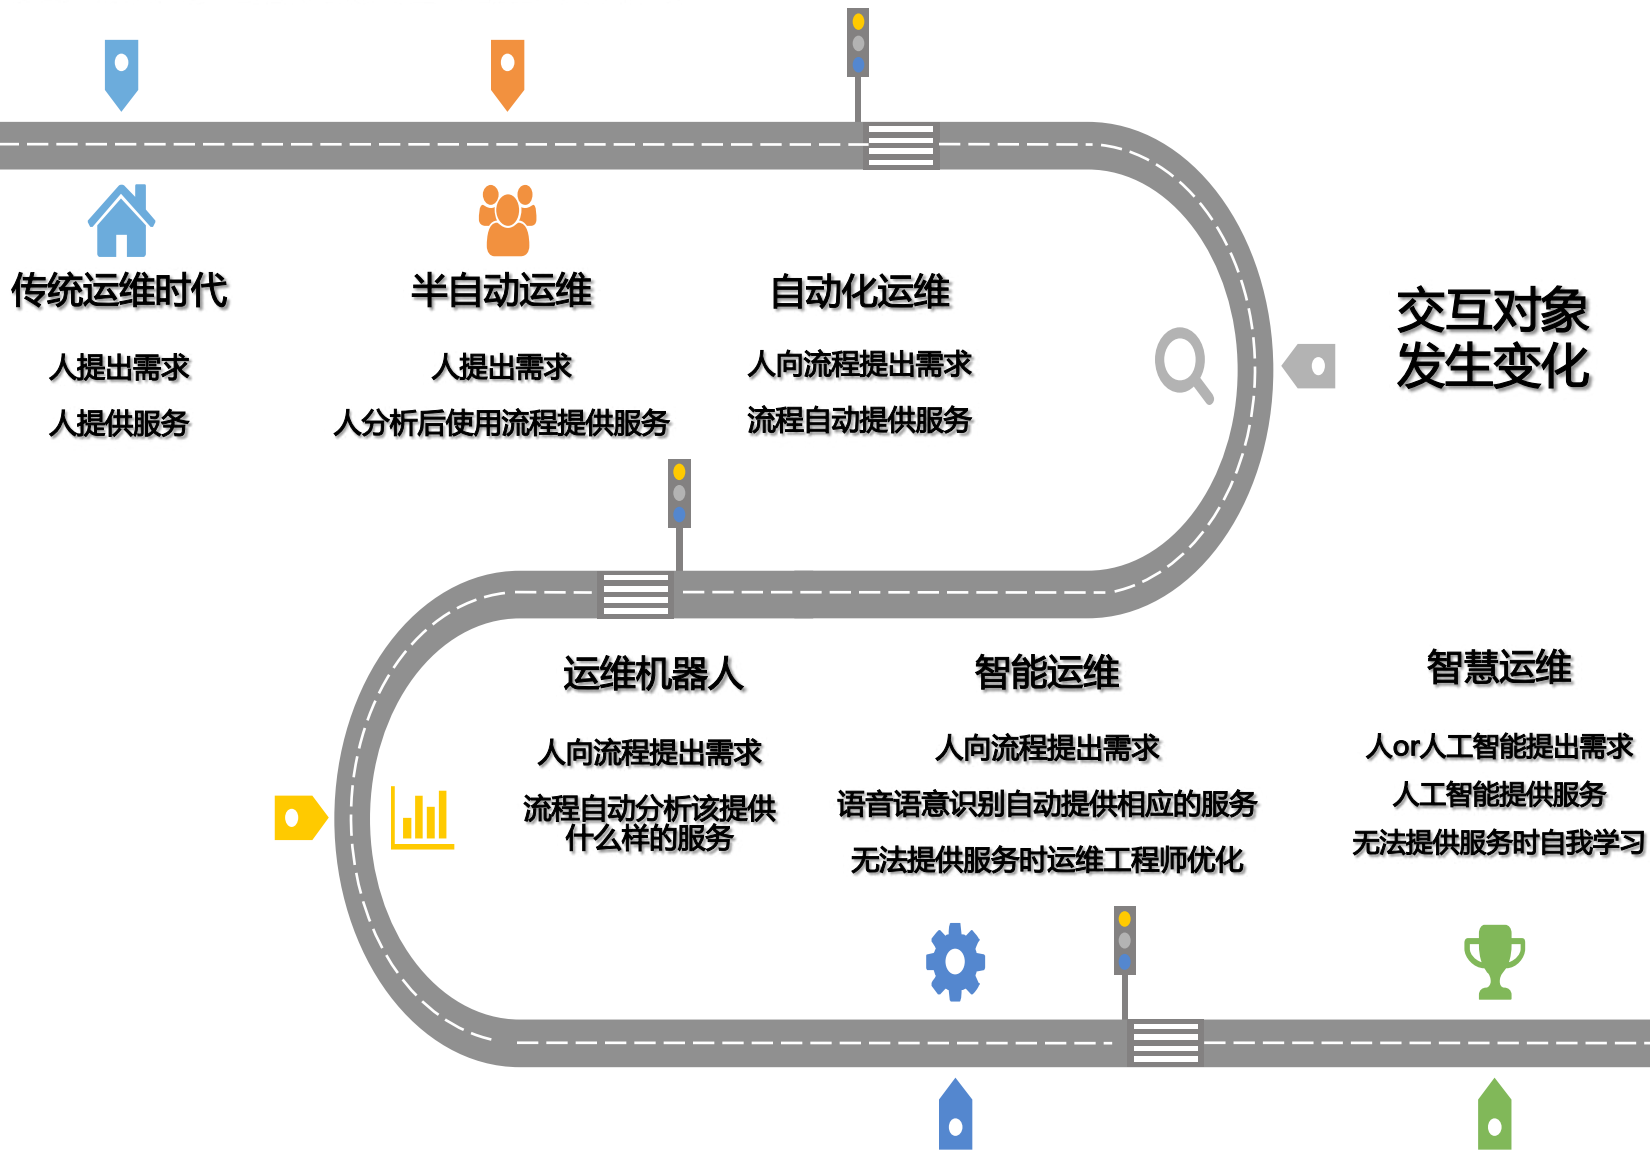 传统运维时代
人提出需求
人提供服务
半自动运维
人提出需求
人分析后使用流程提供服务
自动化运维
人向流程提出需求
流程自动提供服务
交互对象
发生变化
运维机器人
人向流程提出需求
流程自动分析该提供
什么样的服务
智能运维
人向流程提出需求
语音语意识别自动提供相应的服务
无法提供服务时运维工程师优化
智慧运维
人or人工智能提出需求
人工智能提供服务
无法提供服务时自我学习